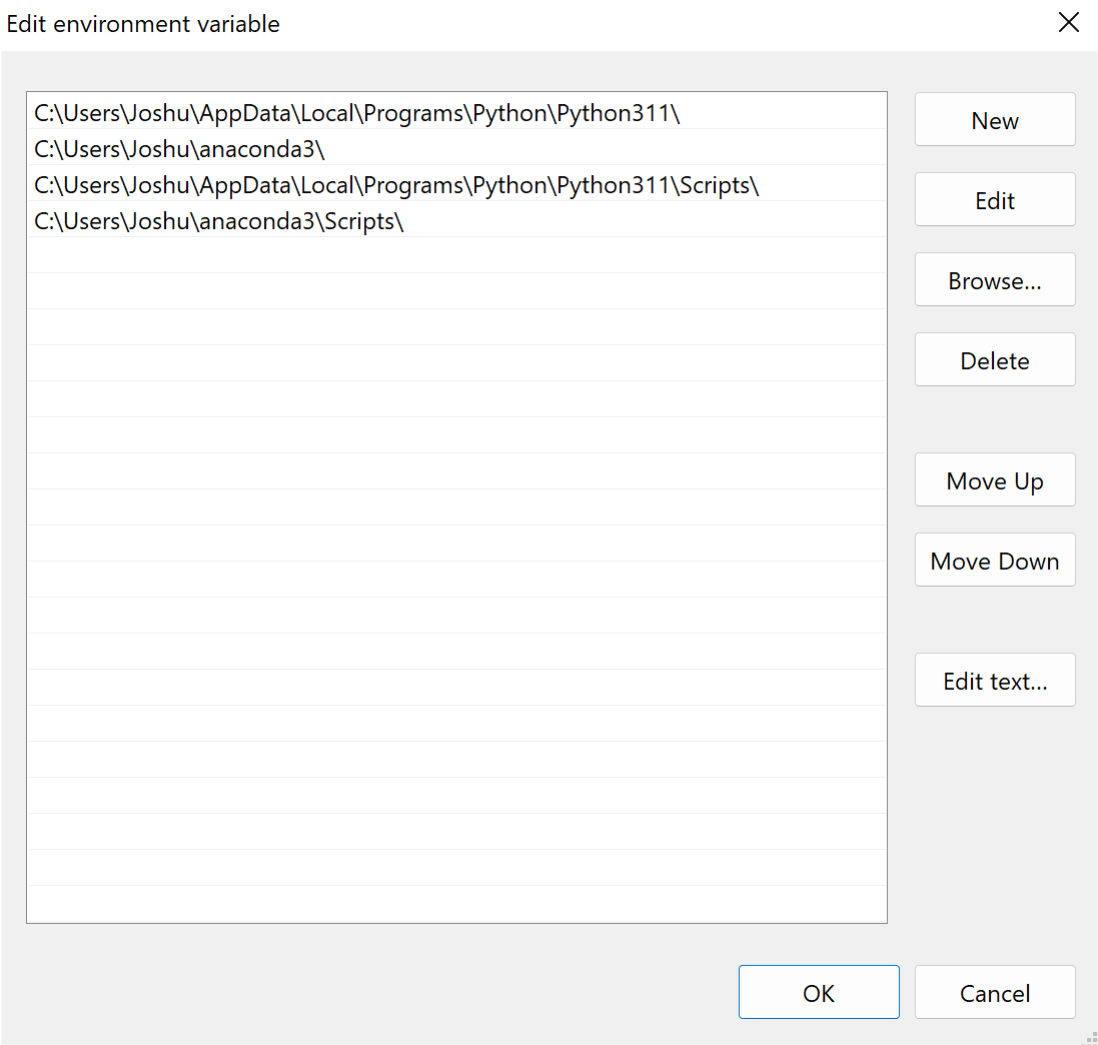 Edit environment variable
C:\Users\Joshu\AppData\Local\Programs\Python\Python311\
C:\Users\Joshu\anaconda3\
C:\Users\Joshu\AppData\Local\Programs\Python\Python311\Scripts\
C:\Users\Joshu\anaconda3\Scripts\
New
Edit
Browse...
Delete
Move Up
Move Down
Edit text...
OK
Cancel